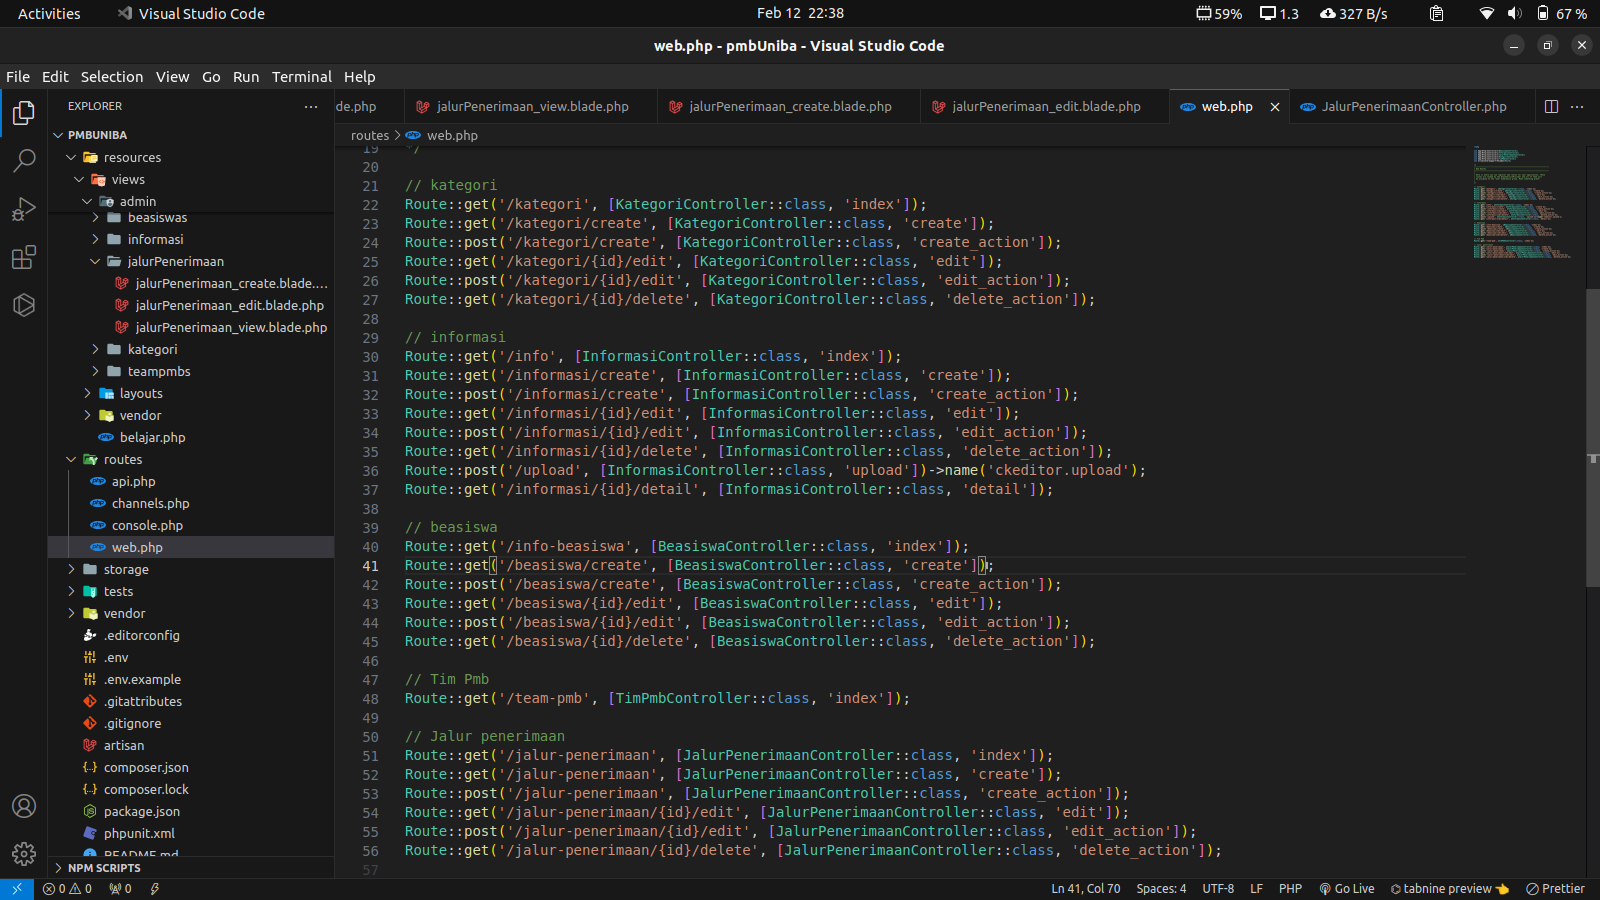 Activities
Visual Studio Code
Feb 12 22:38
59%
1.3
327 B/s
67 %
web.php - pmbUniba - Visual Studio Code
File Edit Selection View Go Run Terminal Help
EXPLORER
PMBUNIBA
resources
views
admin
beasiswas
informasi
jalurPenerimaan
jalurPenerimaan_create.blade....
jalurPenerimaan_edit.blade.php
jalurPenerimaan_view.blade.php
kategori
teampmbs
layouts
vendor
belajar.php
routes
api.php
channels.php
console.php
web.php
storage
tests
vendor
.editorconfig
.env
.env.example
.gitattributes
.gitignore
artisan
composer.json
composer.lock
package.json
phpunit.xml
README.md
NPM SCRIPTS
de.php
jalurPenerimaan_view.blade.php
jalurPenerimaan_create.blade.php
jalurPenerimaan_edit.blade.php
web.php
JalurPenerimaanController.php
routes > web.php
19 */
20
21 // kategori
22 Route::get('/kategori', [KategoriController::class, 'index']);
23 Route::get('/kategori/create', [KategoriController::class, 'create']);
24 Route::post('/kategori/create', [KategoriController::class, 'create_action']);
25 Route::get('/kategori/{id}/edit', [KategoriController::class, 'edit']);
26 Route::post('/kategori/{id}/edit', [KategoriController::class, 'edit_action']);
27 Route::get('/kategori/{id}/delete', [KategoriController::class, 'delete_action']);
28
29 // informasi
30 Route::get('/info', [InformasiController::class, 'index']);
31 Route::get('/informasi/create', [InformasiController::class, 'create']);
32 Route::post('/informasi/create', [InformasiController::class, 'create_action']);
33 Route::get('/informasi/{id}/edit', [InformasiController::class, 'edit']);
34 Route::post('/informasi/{id}/edit', [InformasiController::class, 'edit_action']);
35 Route::get('/informasi/{id}/delete', [InformasiController::class, 'delete_action']);
36 Route::post('/upload', [InformasiController::class, 'upload'])->name('ckeditor.upload');
37 Route::get('/informasi/{id}/detail', [InformasiController::class, 'detail']);
38
39 // beasiswa
40 Route::get('/info-beasiswa', [BeasiswaController::class, 'index']);
41 Route::get('/beasiswa/create', [BeasiswaController::class, 'create']);
42 Route::post('/beasiswa/create', [BeasiswaController::class, 'create_action']);
43 Route::get('/beasiswa/{id}/edit', [BeasiswaController::class, 'edit']);
44 Route::post('/beasiswa/{id}/edit', [BeasiswaController::class, 'edit_action']);
45 Route::get('/beasiswa/{id}/delete', [BeasiswaController::class, 'delete_action']);
46
47 // Tim Pmb
48 Route::get('/team-pmb', [TimPmbController::class, 'index']);
49
50 // Jalur penerimaan
51 Route::get('/jalur-penerimaan', [JalurPenerimaanController::class, 'index']);
52 Route::get('/jalur-penerimaan', [JalurPenerimaanController::class, 'create']);
53 Route::post('/jalur-penerimaan', [JalurPenerimaanController::class, 'create_action']);
54 Route::get('/jalur-penerimaan/{id}/edit', [JalurPenerimaanController::class, 'edit']);
55 Route::post('/jalur-penerimaan/{id}/edit', [JalurPenerimaanController::class, 'edit_action']);
56 Route::get('/jalur-penerimaan/{id}/delete', [JalurPenerimaanController::class, 'delete_action']);
57
0 0 0
Ln 41, Col 70 Spaces: 4 UTF-8 LF PHP Go Live tabnine preview Prettier